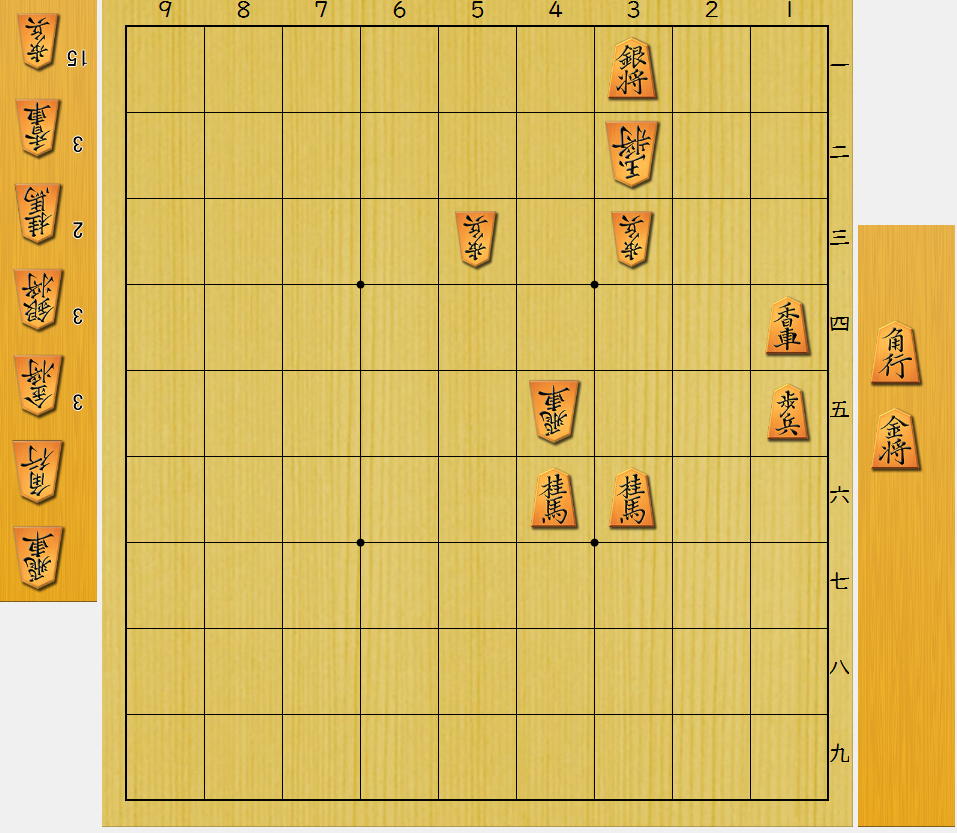 9 8 7 6 5 4 3 2 1
一
二
三
四
五
六
七
八
九
歩兵 15
香車 3
桂馬 2
銀将 3
金将 3
角行
飛車
銀将
玉将
歩兵 歩兵
香車
飛車 歩兵
桂馬 桂馬
角行
金将